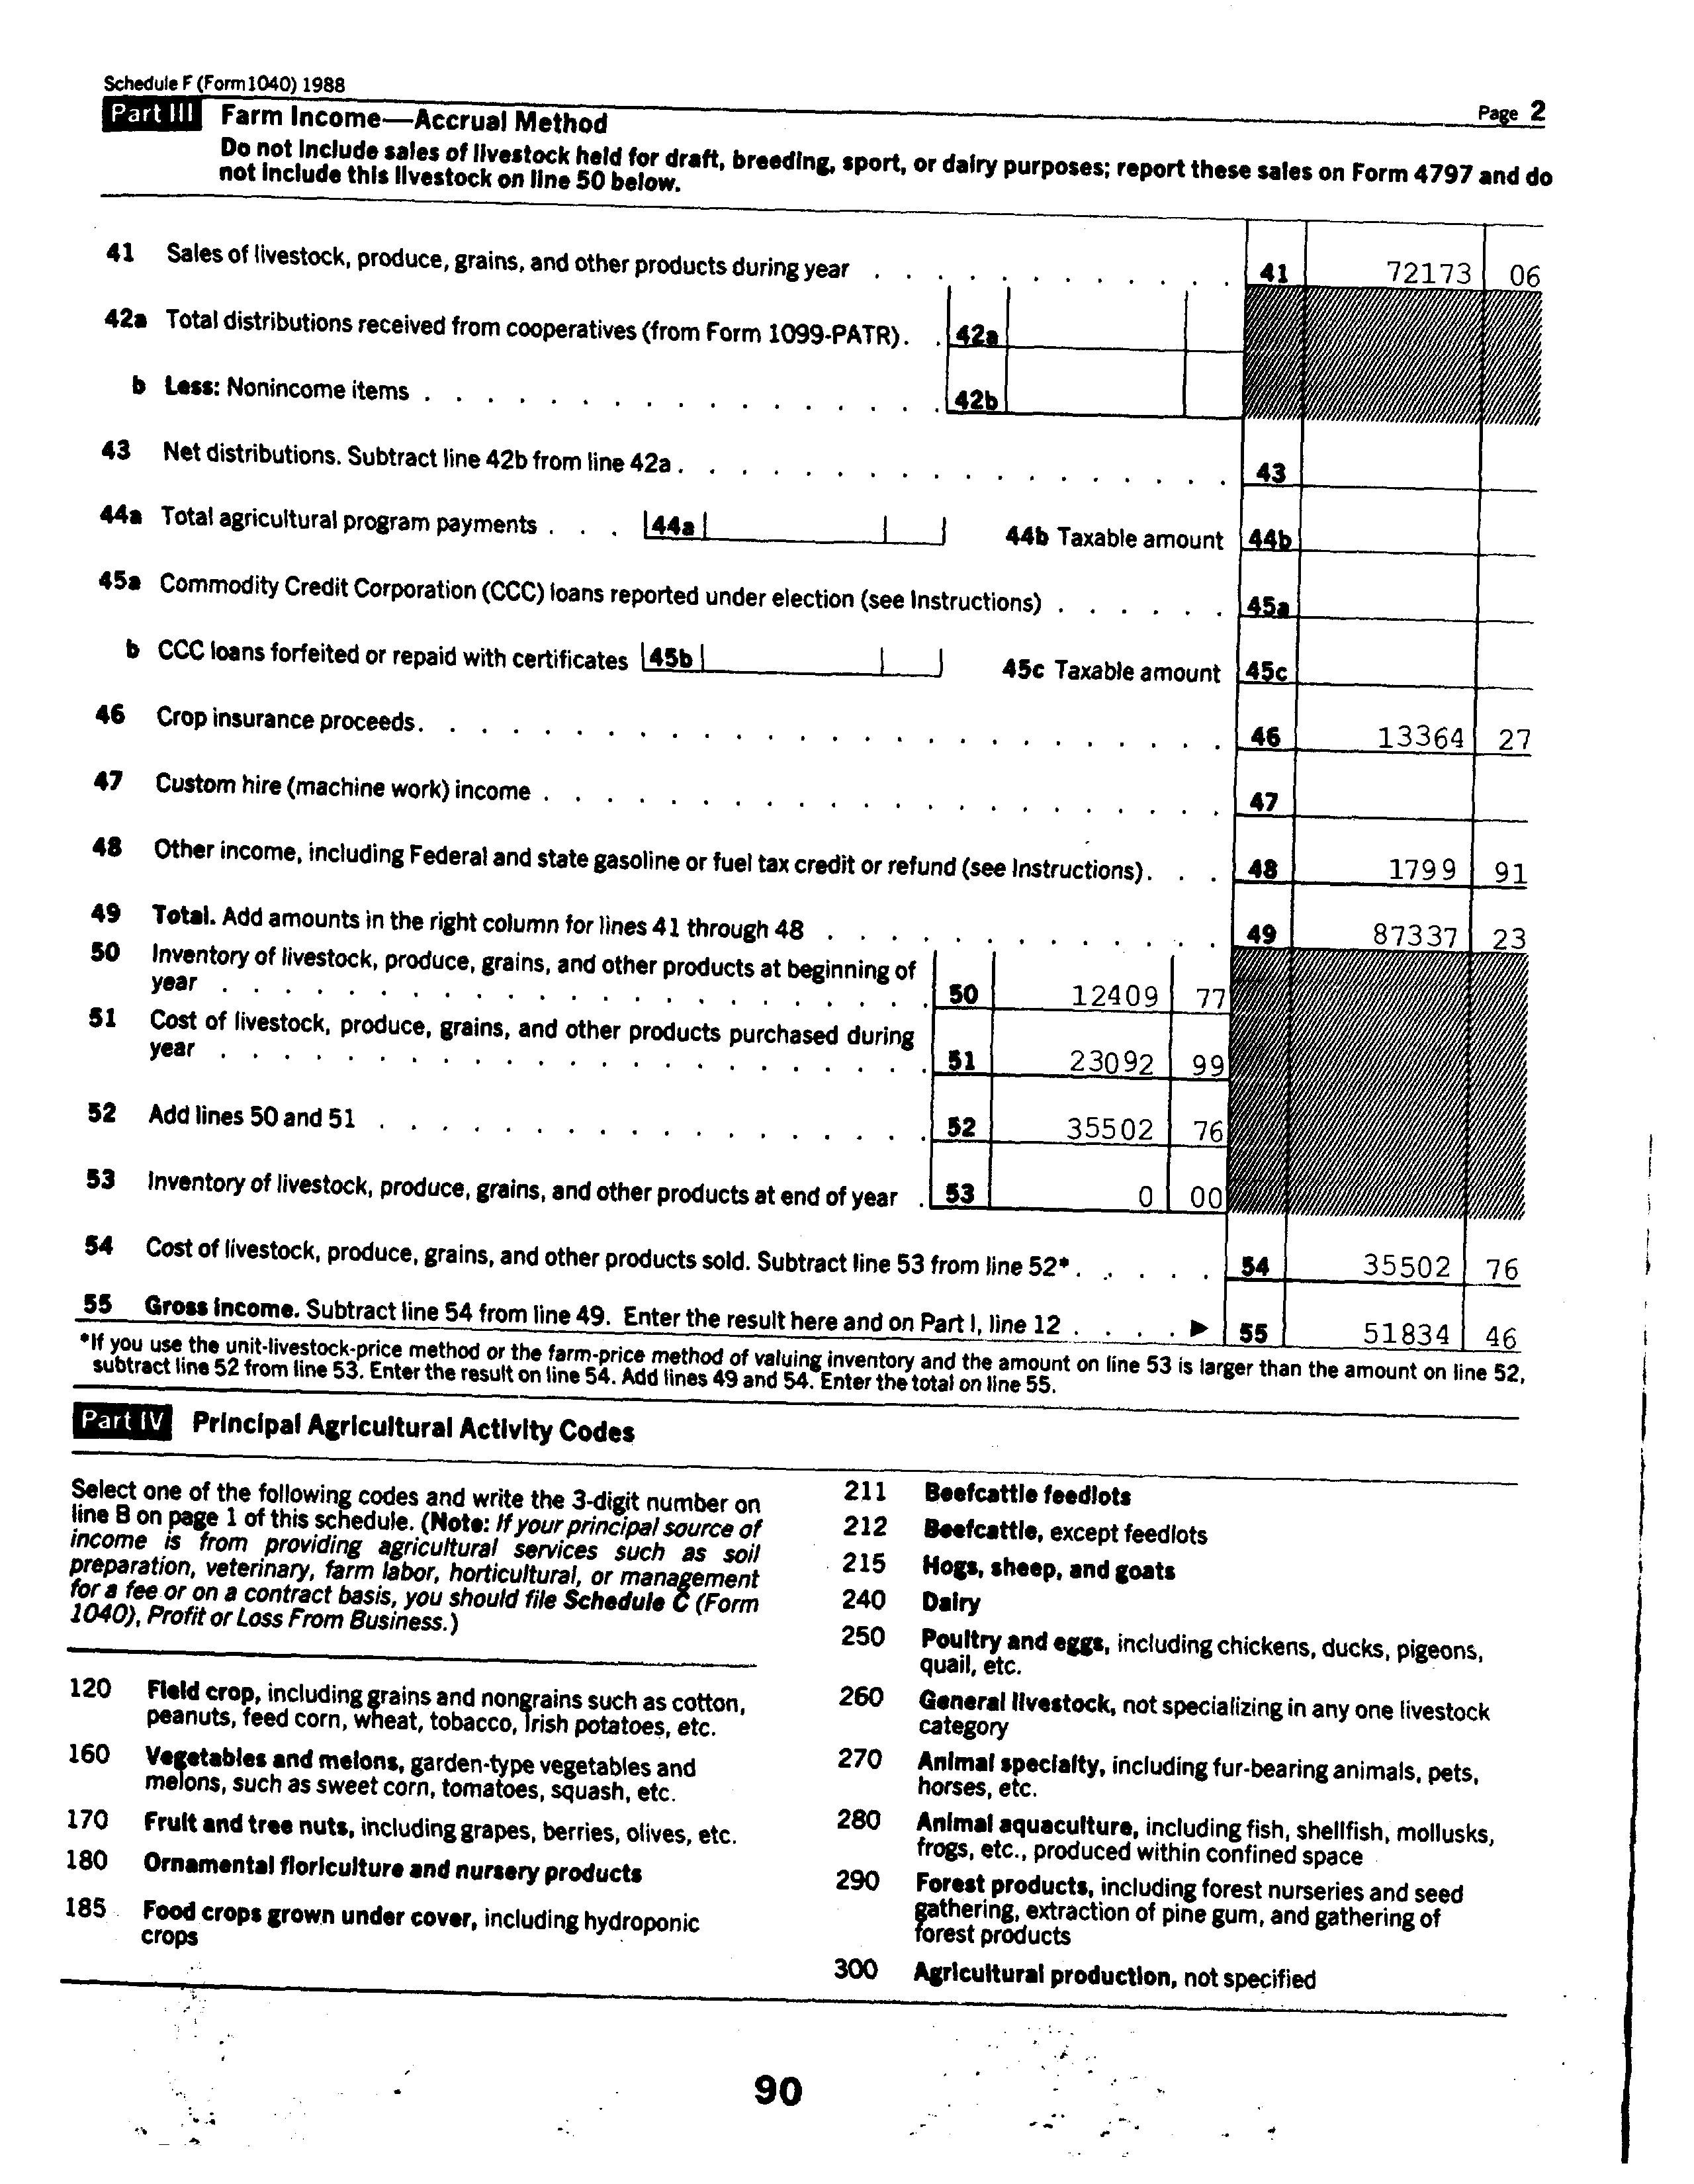 Schedule F (Form 1040) 1988
Page 2
Part III Farm Income—Accrual Method
Do not include sales of livestock held for draft, breeding, sport, or dairy purposes; report these sales on Form 4797 and do
not include this livestock on line 50 below.
41 Sales of livestock, produce, grains, and other products during year . . . . . . . . . . . . 41 72173 06
42a Total distributions received from cooperatives (from Form 1099-PATR). . 42a
b Less: Nonincome items . . . . . . . . . . . . . . . . . 42b
43 Net distributions. Subtract line 42b from line 42a . . . . . . . . . . . . . . . . . . 43
44a Total agricultural program payments . . . 44a 44b Taxable amount 44b
45a Commodity Credit Corporation (CCC) loans reported under election (see Instructions) . . . . . . 45a
b CCC loans forfeited or repaid with certificates 45b 45c Taxable amount 45c
46 Crop insurance proceeds. . . . . . . . . . . . . . . . . . . . . . . . . . 46 13364 27
47 Custom hire (machine work) income . . . . . . . . . . . . . . . . . . . . . . 47
48 Other income, including Federal and state gasoline or fuel tax credit or refund (see Instructions). . . 48 1799 91
49 Total. Add amounts in the right column for lines 41 through 48 . . . . . . . . . . . . . 49 87337 23
50 Inventory of livestock, produce, grains, and other products at beginning of
year . . . . . . . . . . . . . . . . . . . . . . . 50 12409 77
51 Cost of livestock, produce, grains, and other products purchased during
year . . . . . . . . . . . . . . . . . . . . . . . 51 23092 99
52 Add lines 50 and 51 . . . . . . . . . . . . . . . . . . 52 35502 76
53 Inventory of livestock, produce, grains, and other products at end of year . 53 0 00
54 Cost of livestock, produce, grains, and other products sold. Subtract line 53 from line 52* . . . . . 54 35502 76
55 Gross income. Subtract line 54 from line 49. Enter the result here and on Part I, line 12 . . . . ▶ 55 51834 46
*If you use the unit-livestock-price method or the farm-price method of valuing inventory and the amount on line 53 is larger than the amount on line 52,
subtract line 52 from line 53. Enter the result on line 54. Add lines 49 and 54. Enter the total on line 55.
Part IV Principal Agricultural Activity Codes
Select one of the following codes and write the 3-digit number on
line B on page 1 of this schedule. (Note: If your principal source of
income is from providing agricultural services such as soil
preparation, veterinary, farm labor, horticultural, or management
for a fee or on a contract basis, you should file Schedule C (Form
1040), Profit or Loss From Business.)
120 Field crop, including grains and nongrains such as cotton,
peanuts, feed corn, wheat, tobacco, Irish potatoes, etc.
160 Vegetables and melons, garden-type vegetables and
melons, such as sweet corn, tomatoes, squash, etc.
170 Fruit and tree nuts, including grapes, berries, olives, etc.
180 Ornamental floriculture and nursery products
185 Food crops grown under cover, including hydroponic
crops
211 Beefcattle feedlots
212 Beefcattle, except feedlots
215 Hogs, sheep, and goats
240 Dairy
250 Poultry and eggs, including chickens, ducks, pigeons,
quail, etc.
260 General livestock, not specializing in any one livestock
category
270 Animal specialty, including fur-bearing animals, pets,
horses, etc.
280 Animal aquaculture, including fish, shellfish, mollusks,
frogs, etc., produced within confined space
290 Forest products, including forest nurseries and seed
gathering, extraction of pine gum, and gathering of
forest products
300 Agricultural production, not specified
90